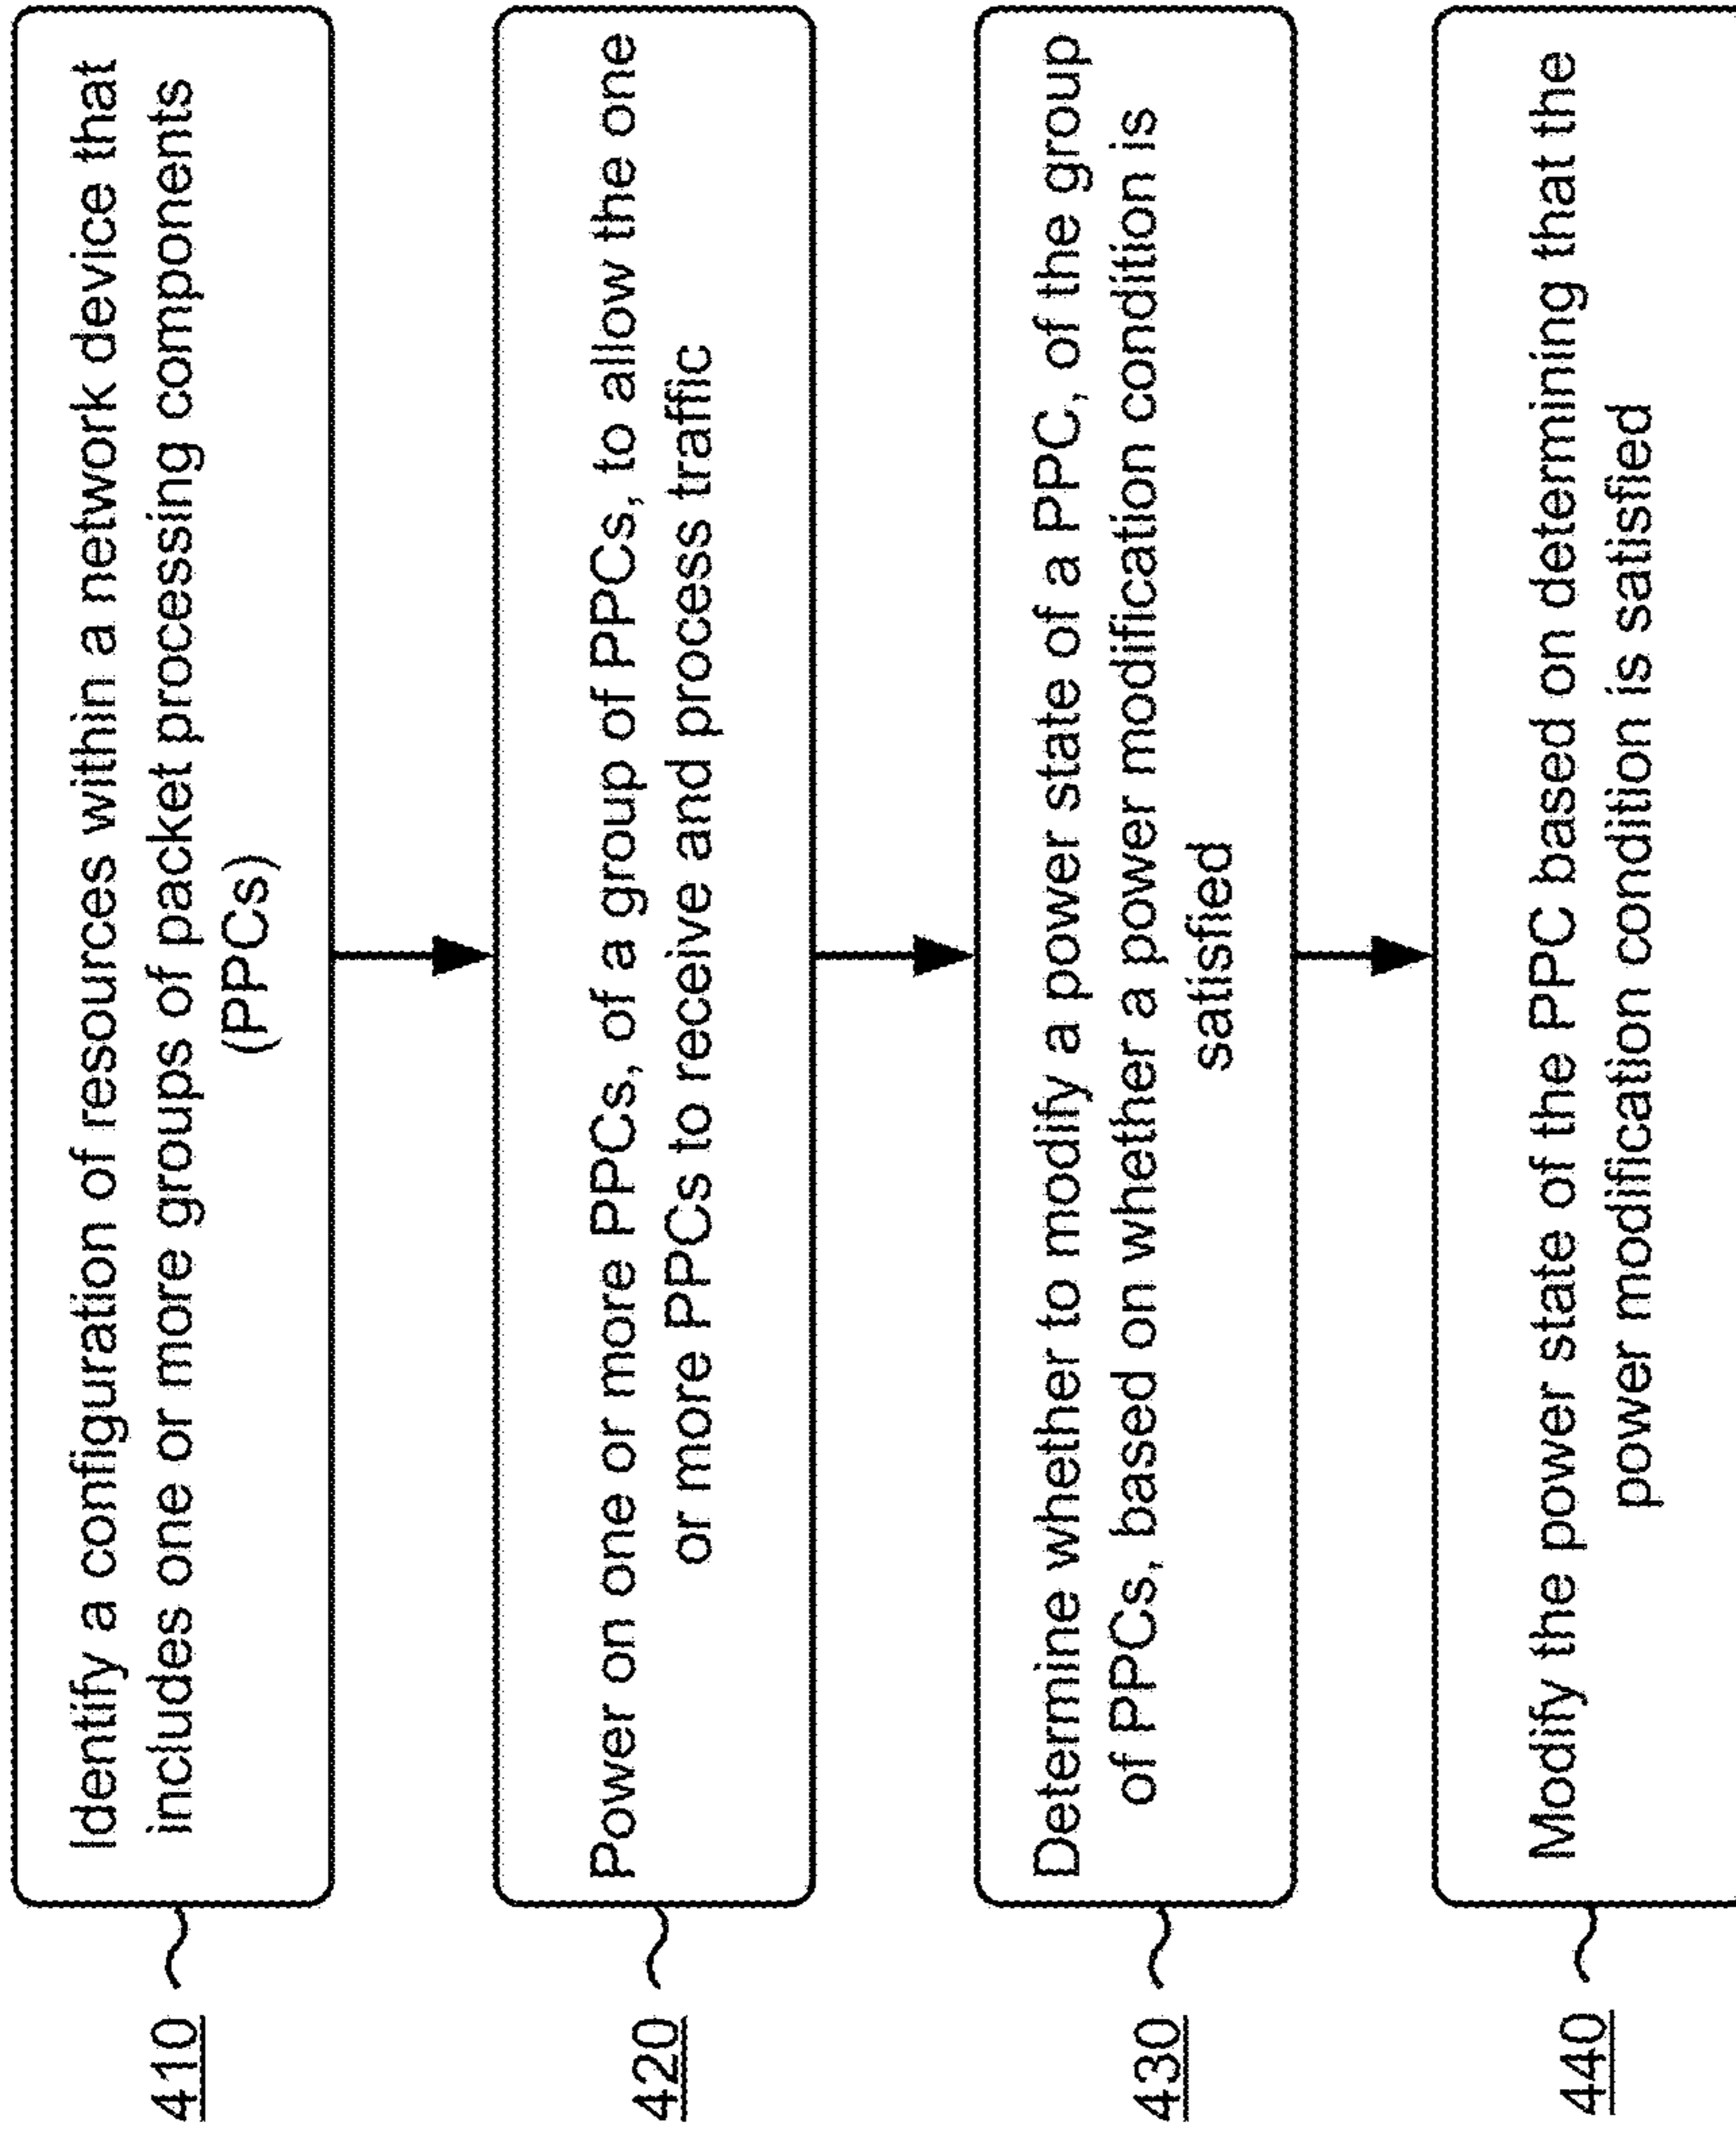 410
Identify a configuration of resources within a network device that
includes one or more groups of packet processing components
(PPCs)
420
Power on one or more PPCs, of a group of PPCs, to allow the one
or more PPCs to receive and process traffic
430
Determine whether to modify a power state of a PPC, of the group
of PPCs, based on whether a power modification condition is
satisfied
440
Modify the power state of the PPC based on determining that the
power modification condition is satisfied